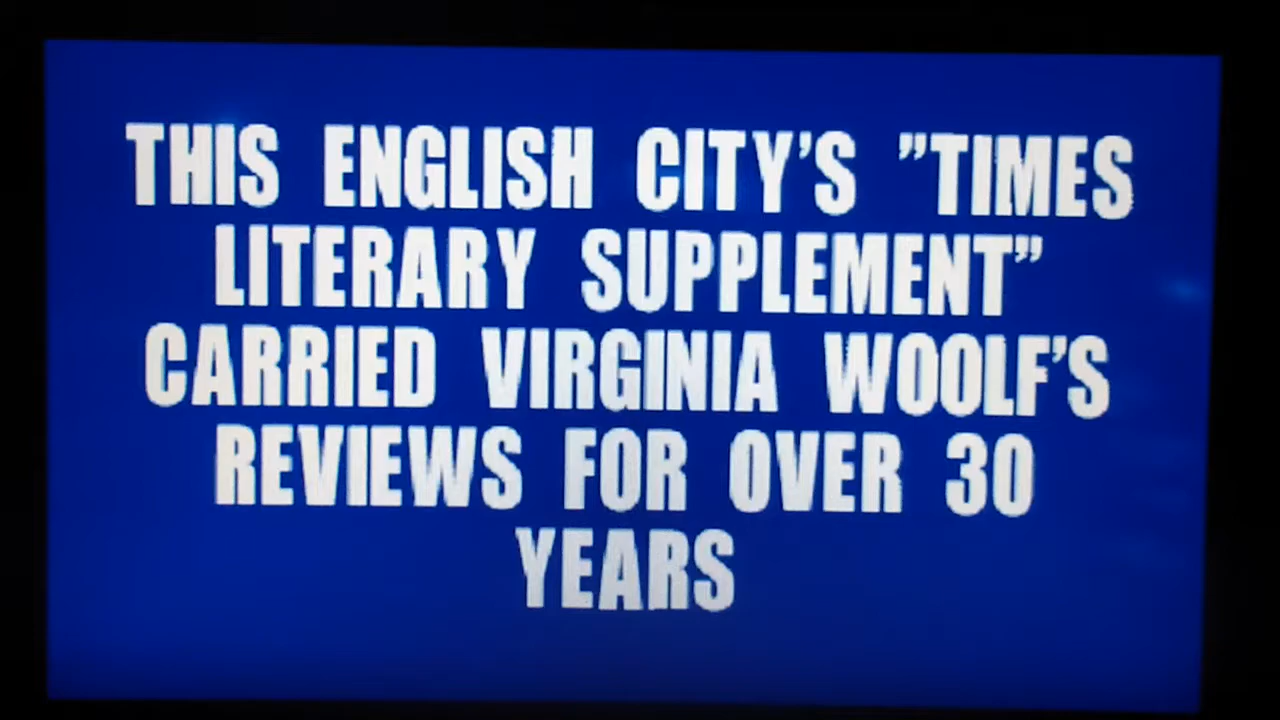 THIS ENGLISH CITY'S "TIMES
LITERARY SUPPLEMENT"
CARRIED VIRGINIA WOOLF'S
REVIEWS FOR OVER 30
YEARS